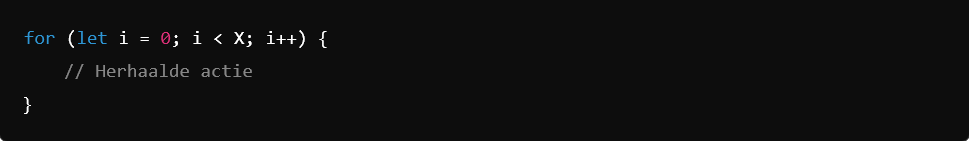 for (let i = 0; i < X; i++) {
    // Herhaalde actie
}